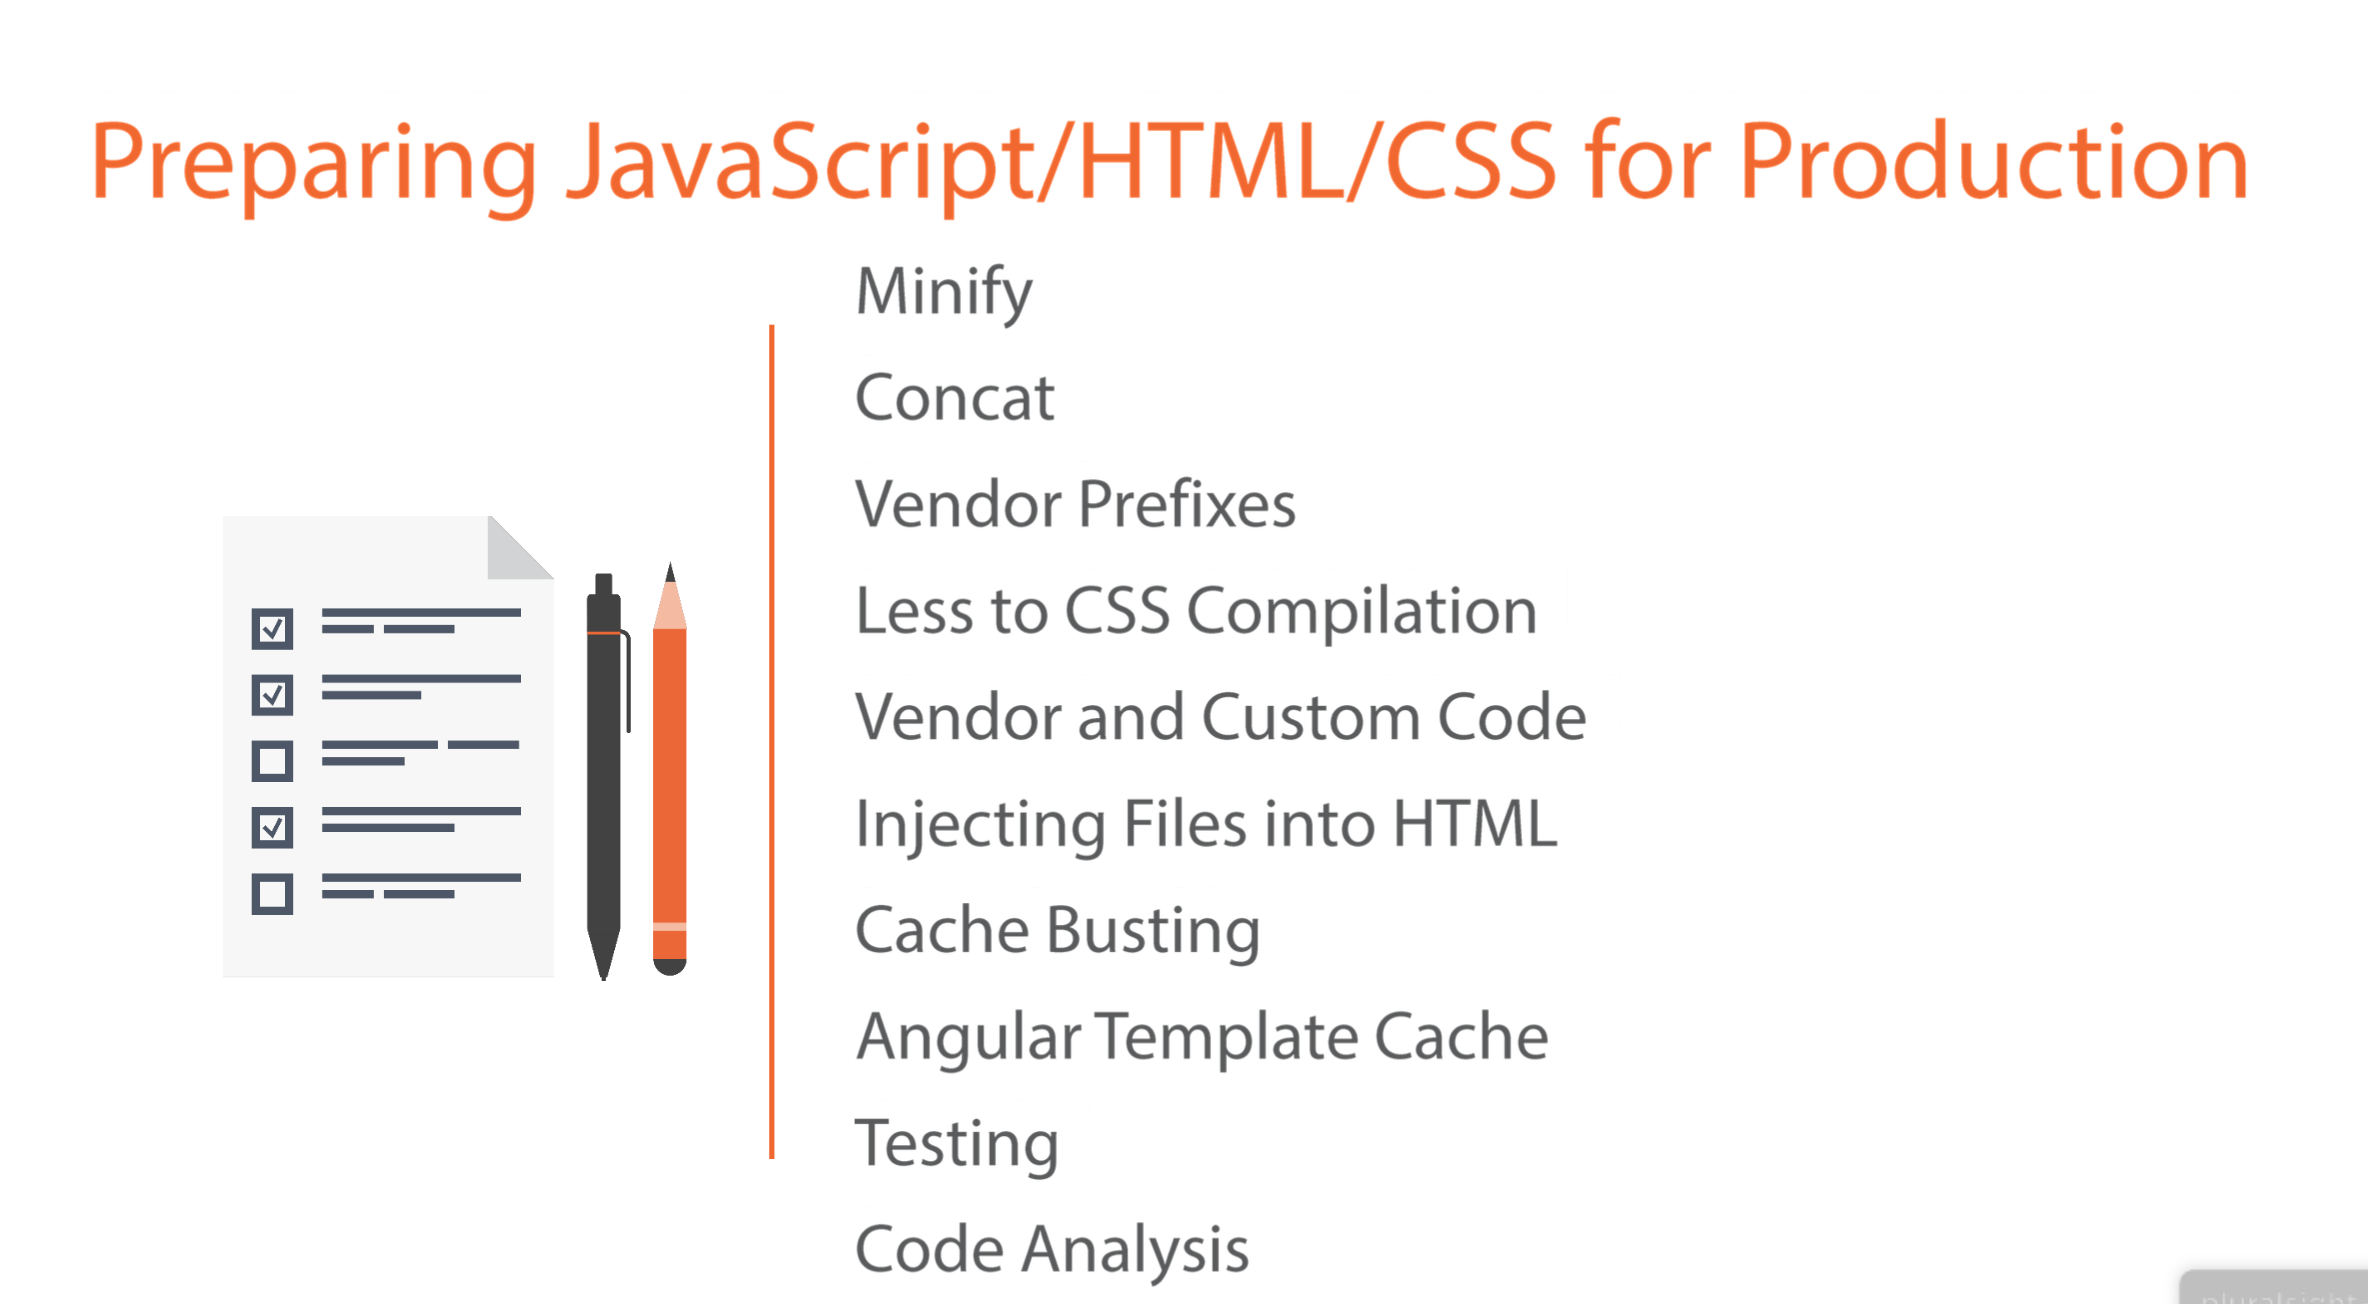 Preparing JavaScript/HTML/CSS for Production
Minify
Concat
Vendor Prefixes
Less to CSS Compilation
Vendor and Custom Code
Injecting Files into HTML
Cache Busting
Angular Template Cache
Testing
Code Analysis
pluralsight